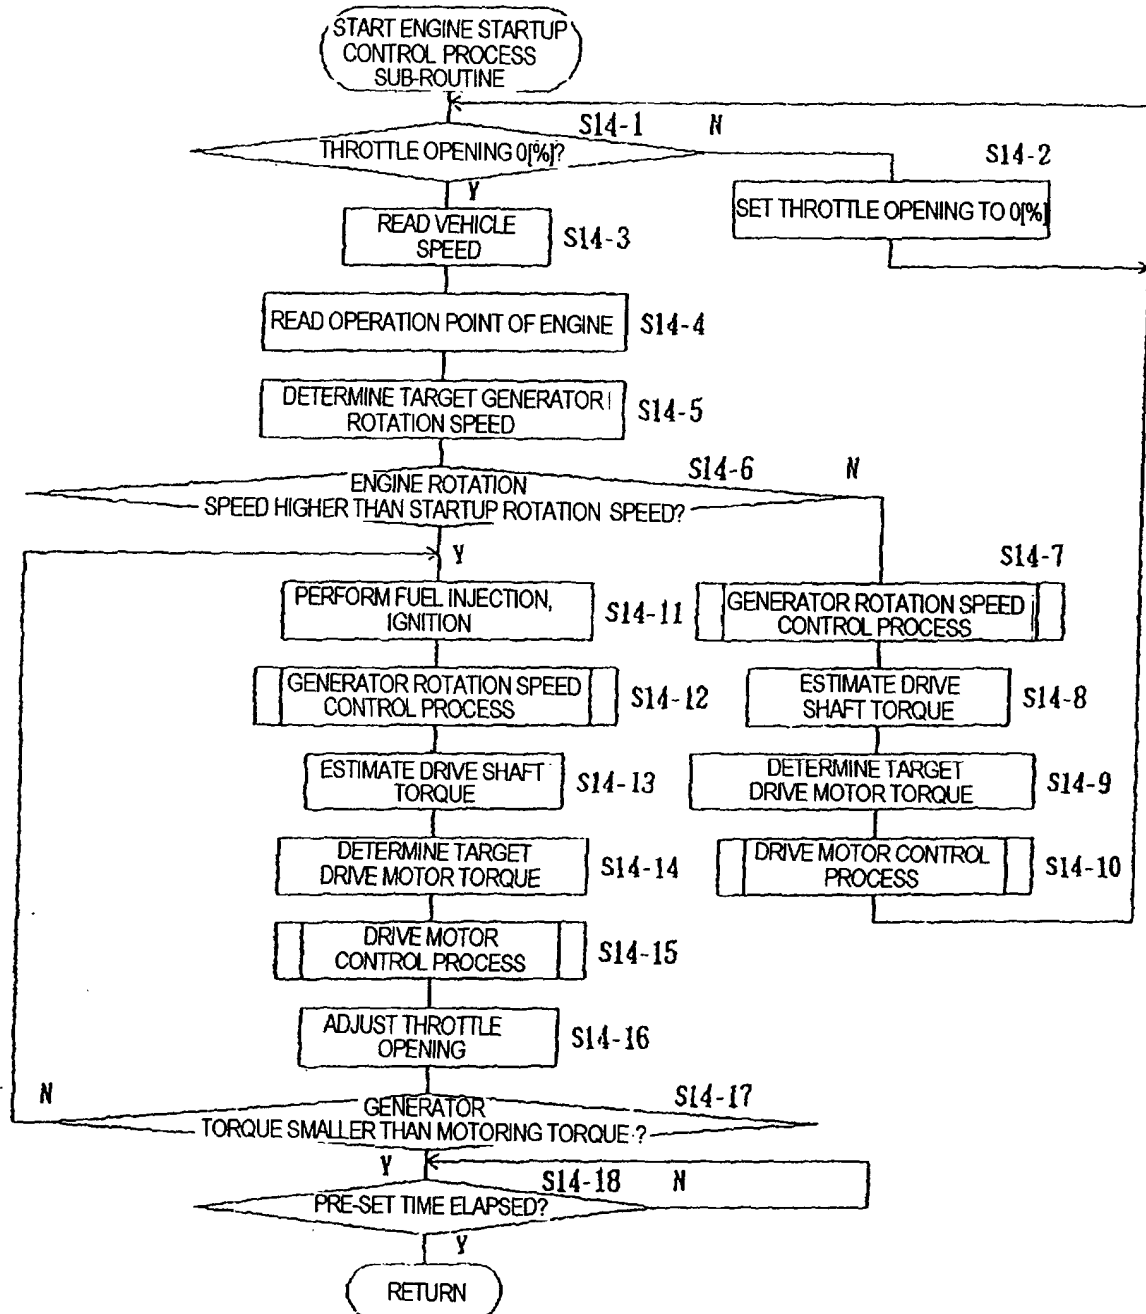 START ENGINE STARTUP
CONTROL PROCESS
SUB-ROUTINE
S14-1
N
THROTTLE OPENING 0[%]?
Y
S14-2
SET THROTTLE OPENING TO 0[%]
READ VEHICLE
SPEED
S14-3
READ OPERATION POINT OF ENGINE
S14-4
DETERMINE TARGET GENERATOR
ROTATION SPEED
S14-5
S14-6
N
ENGINE ROTATION
SPEED HIGHER THAN STARTUP ROTATION SPEED?
Y
S14-7
GENERATOR ROTATION SPEED
CONTROL PROCESS
ESTIMATE DRIVE
SHAFT TORQUE
S14-8
DETERMINE TARGET
DRIVE MOTOR TORQUE
S14-9
DRIVE MOTOR CONTROL
PROCESS
S14-10
PERFORM FUEL INJECTION,
IGNITION
S14-11
GENERATOR ROTATION SPEED
CONTROL PROCESS
S14-12
ESTIMATE DRIVE SHAFT
TORQUE
S14-13
DETERMINE TARGET
DRIVE MOTOR TORQUE
S14-14
DRIVE MOTOR
CONTROL PROCESS
S14-15
ADJUST THROTTLE
OPENING
S14-16
N
S14-17
GENERATOR
TORQUE SMALLER THAN MOTORING TORQUE ?
Y
S14-18
N
PRE-SET TIME ELAPSED?
Y
RETURN